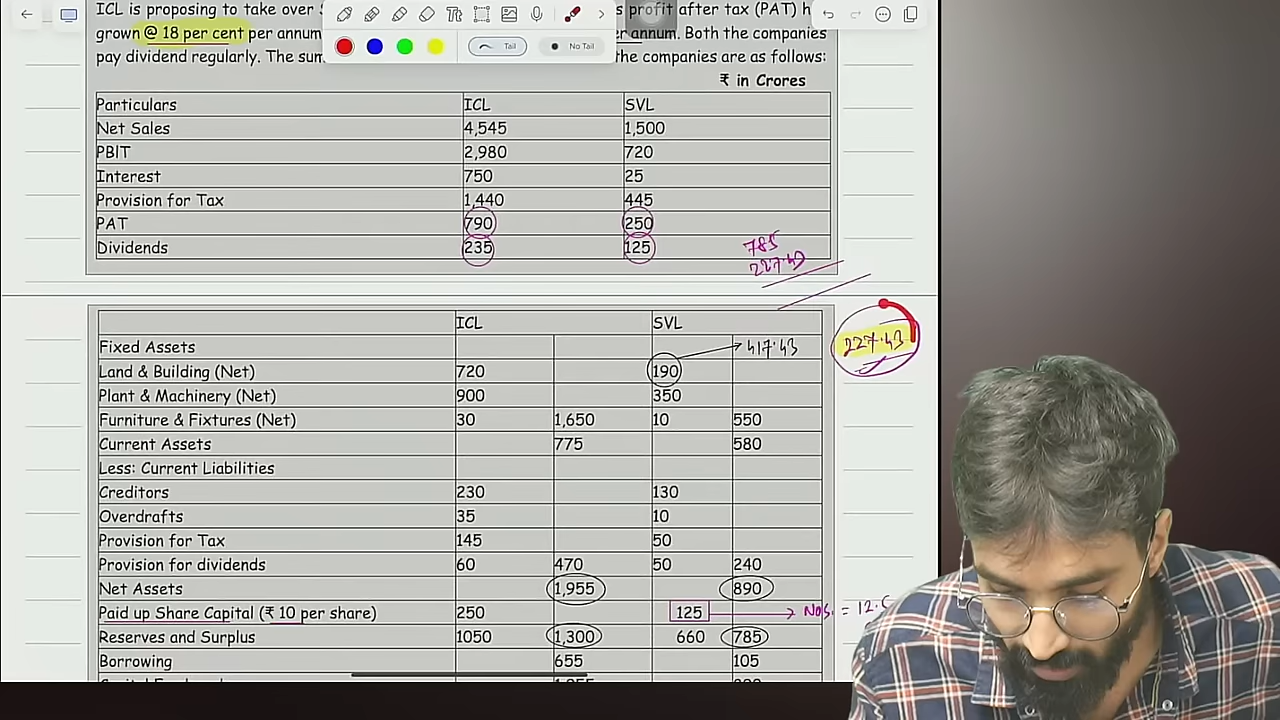 ICL is proposing to take over
s profit after tax (PAT) h
grown @ 18 per cent per annum
er annum. Both the companies
pay dividend regularly. The sum
the companies are as follows:
Tr
Tail
No Tail
₹ in Crores
Particulars ICL SVL
Net Sales 4,545 1,500
PBIT 2,980 720
Interest 750 25
Provision for Tax 1,440 445
PAT 790 250
Dividends 235 125
785
227.43
ICL SVL
Fixed Assets 417.43
227.43
Land & Building (Net) 720 190
Plant & Machinery (Net) 900 350
Furniture & Fixtures (Net) 30 1,650 10 550
Current Assets 775 580
Less: Current Liabilities
Creditors 230 130
Overdrafts 35 10
Provision for Tax 145 50
Provision for dividends 60 470 50 240
Net Assets 1,955 890
Paid up Share Capital (₹ 10 per share) 250 125 Nos. = 12.
Reserves and Surplus 1050 1,300 660 785
Borrowing 655 105